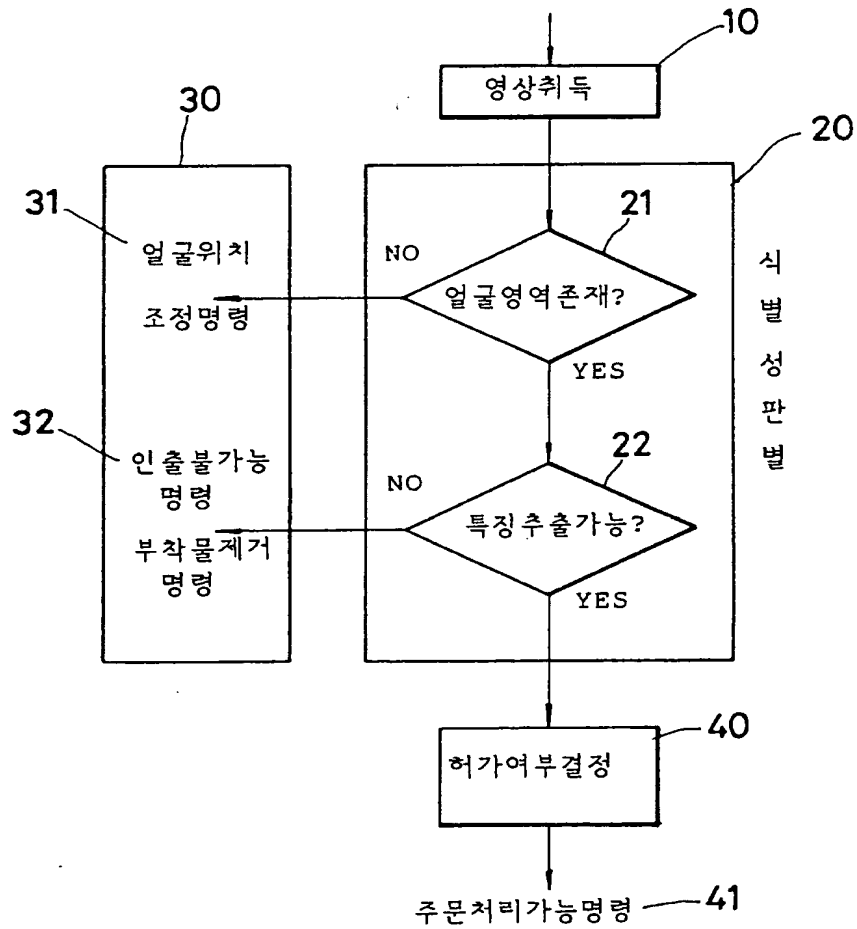 10
영상취득
30
20
31
21
얼굴위치
NO
얼굴영역존재?
조정명령
YES
식별성판별
32
인출불가능
명령
22
NO
특징추출가능?
부착물제거
명령
YES
40
허가여부결정
주문처리가능명령
41